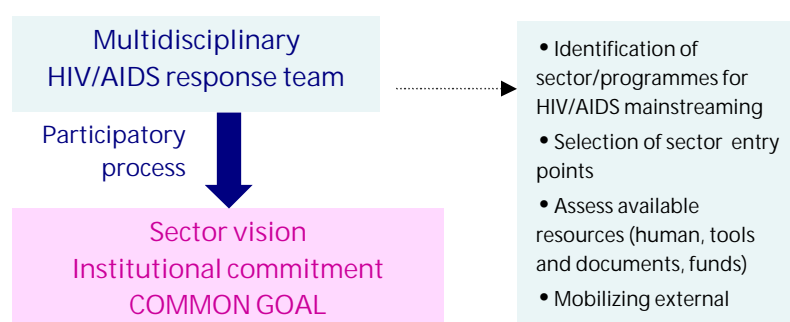 Multidisciplinary
HIV/AIDS response team
Participatory
process
Sector vision
Institutional commitment
COMMON GOAL
• Identification of
sector/programmes for
HIV/AIDS mainstreaming
• Selection of sector entry
points
• Assess available
resources (human, tools
and documents, funds)
• Mobilizing external